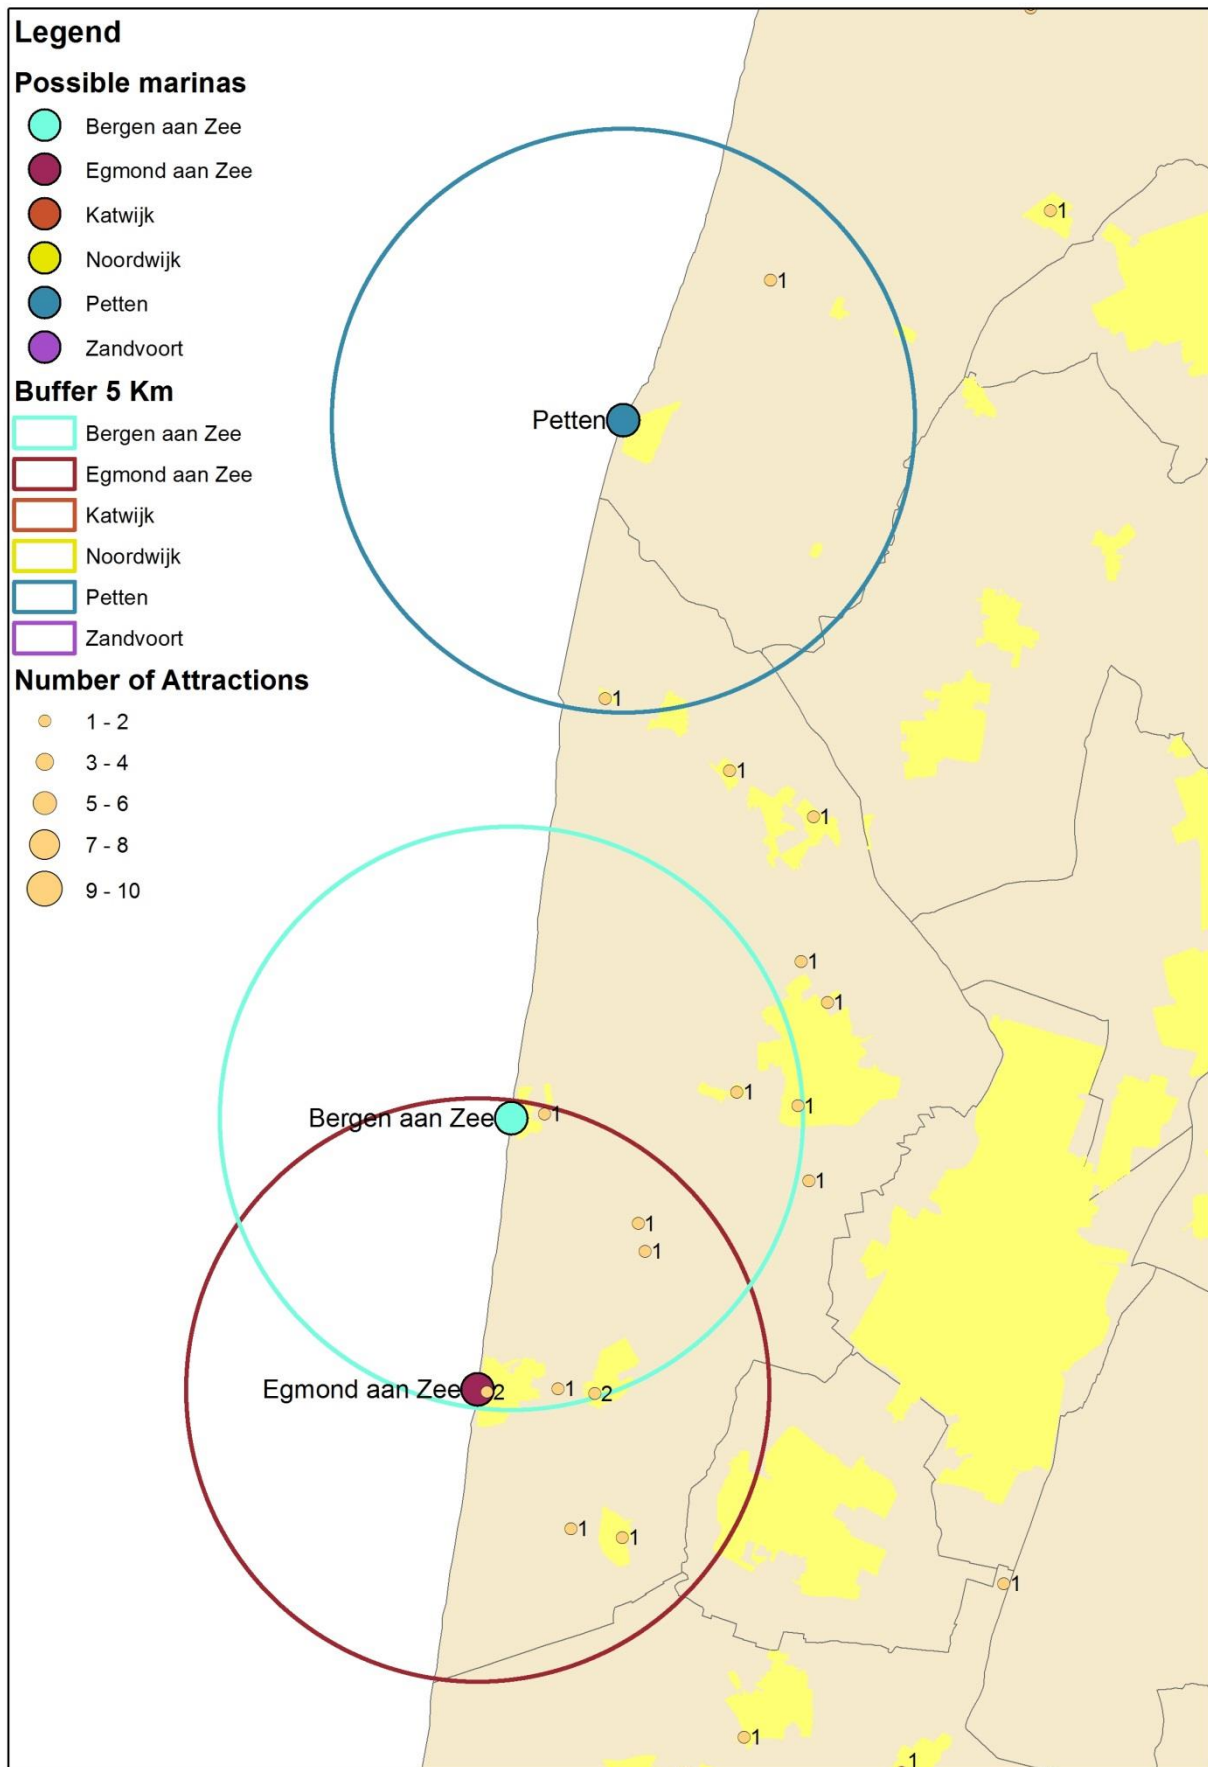 Legend
Possible marinas
Bergen aan Zee
Egmond aan Zee
Katwijk
Noordwijk
Petten
Zandvoort
Buffer 5 Km
Bergen aan Zee
Egmond aan Zee
Katwijk
Noordwijk
Petten
Zandvoort
Number of Attractions
1 - 2
3 - 4
5 - 6
7 - 8
9 - 10
1
1
Petten
1
1
1
1
1
1
Bergen aan Zee
1
1
1
1
1
Egmond aan Zee
2
1
2
1
1
1
1
1